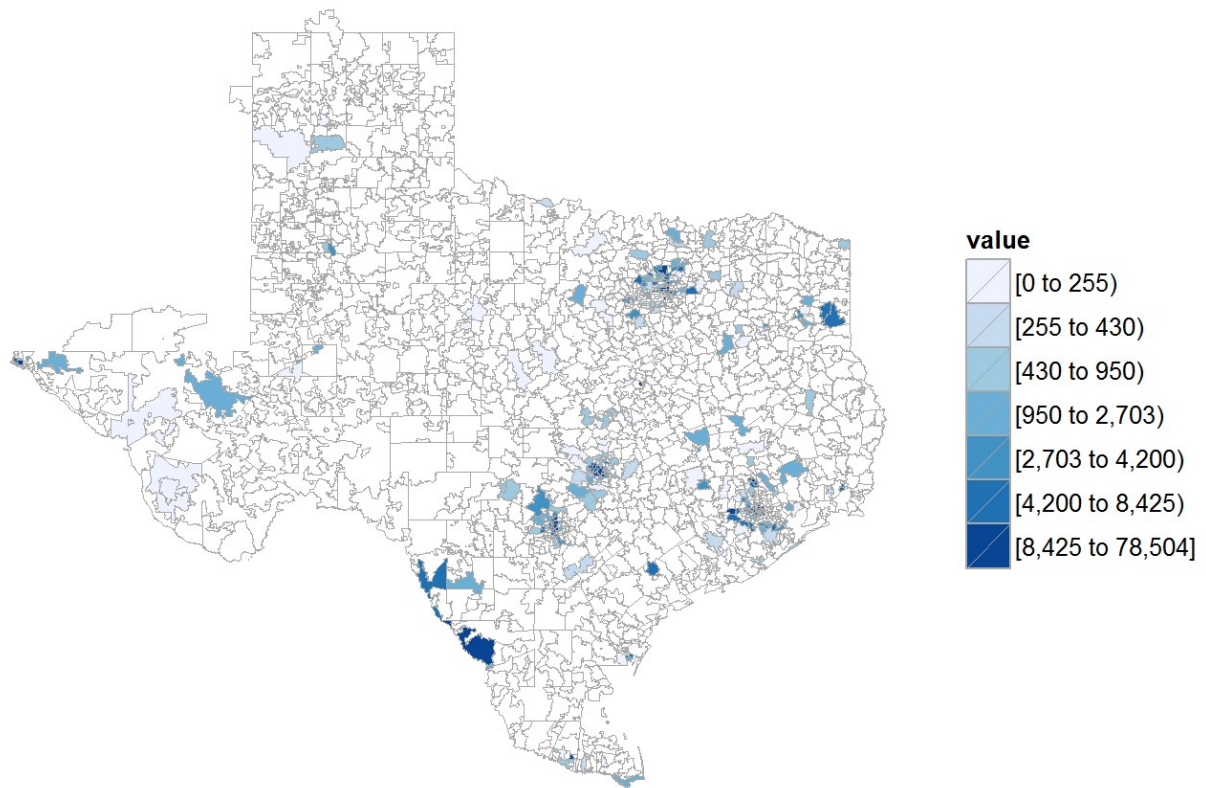 value
[0 to 255)
[255 to 430)
[430 to 950)
[950 to 2,703)
[2,703 to 4,200)
[4,200 to 8,425)
[8,425 to 78,504]